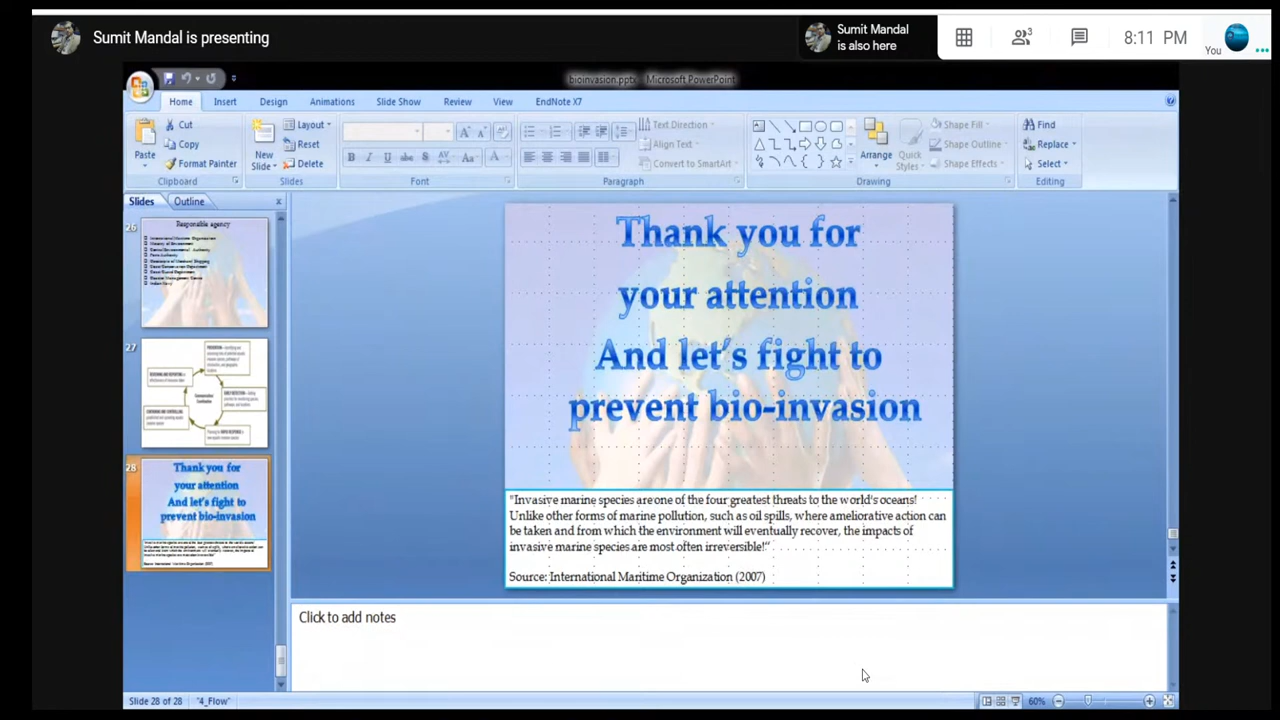 Sumit Mandal is presenting
Sumit Mandal
is also here
3
8:11 PM
You
bioinvasion.pptx - Microsoft PowerPoint
Home
Insert
Design
Animations
Slide Show
Review
View
EndNote X7
Paste
Cut
Copy
Format Painter
Clipboard
New
Slide
Layout
Reset
Delete
Slides
Font
Text Direction
Align Text
Convert to SmartArt
Paragraph
Arrange
Quick
Styles
Shape Fill
Shape Outline
Shape Effects
Drawing
Find
Replace
Select
Editing
Slides
Outline
26
Responsible agency
27
28
Thank you for
your attention
And let's fight to
prevent bio-invasion
Thank you for
your attention
And let's fight to
prevent bio-invasion
"Invasive marine species are one of the four greatest threats to the world's oceans!
Unlike other forms of marine pollution, such as oil spills, where ameliorative action can
be taken and from which the environment will eventually recover, the impacts of
invasive marine species are most often irreversible!"
Source: International Maritime Organization (2007)
Click to add notes
Slide 28 of 28
"4_Flow"
60%